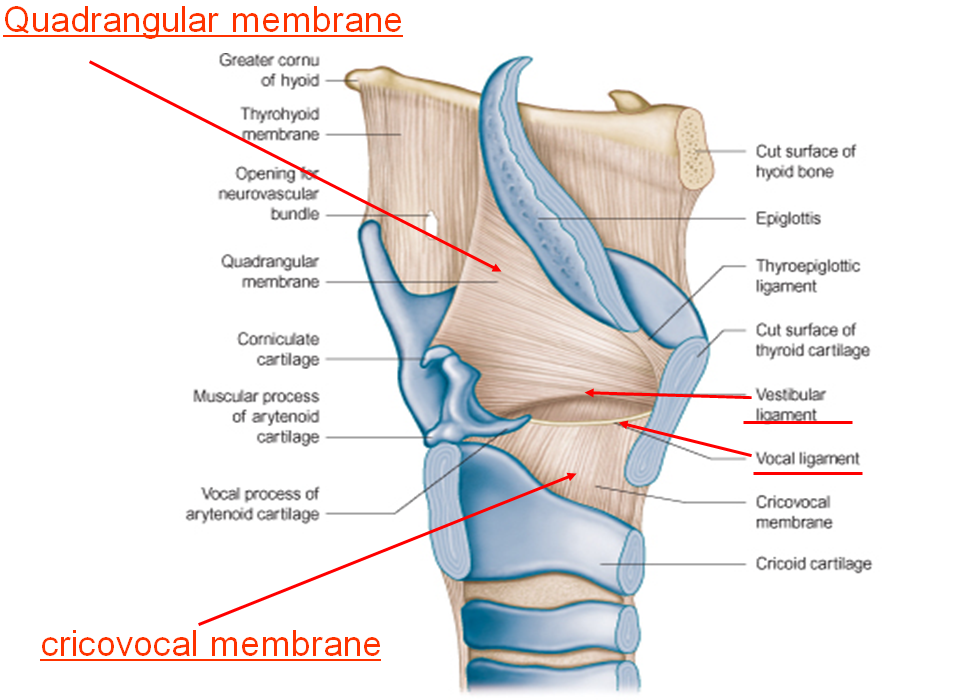 Quadrangular membrane
Greater cornu
of hyoid
Thyrohyoid
membrane
Opening for
neurovascular
bundle
Quadrangular
membrane
Corniculate
cartilage
Muscular process
of arytenoid
cartilage
Vocal process of
arytenoid cartilage
Cut surface of
hyoid bone
Epiglottis
Thyroepiglottic
ligament
Cut surface of
thyroid cartilage
Vestibular
ligament
Vocal ligament
Cricovocal
membrane
Cricoid cartilage
cricovocal membrane